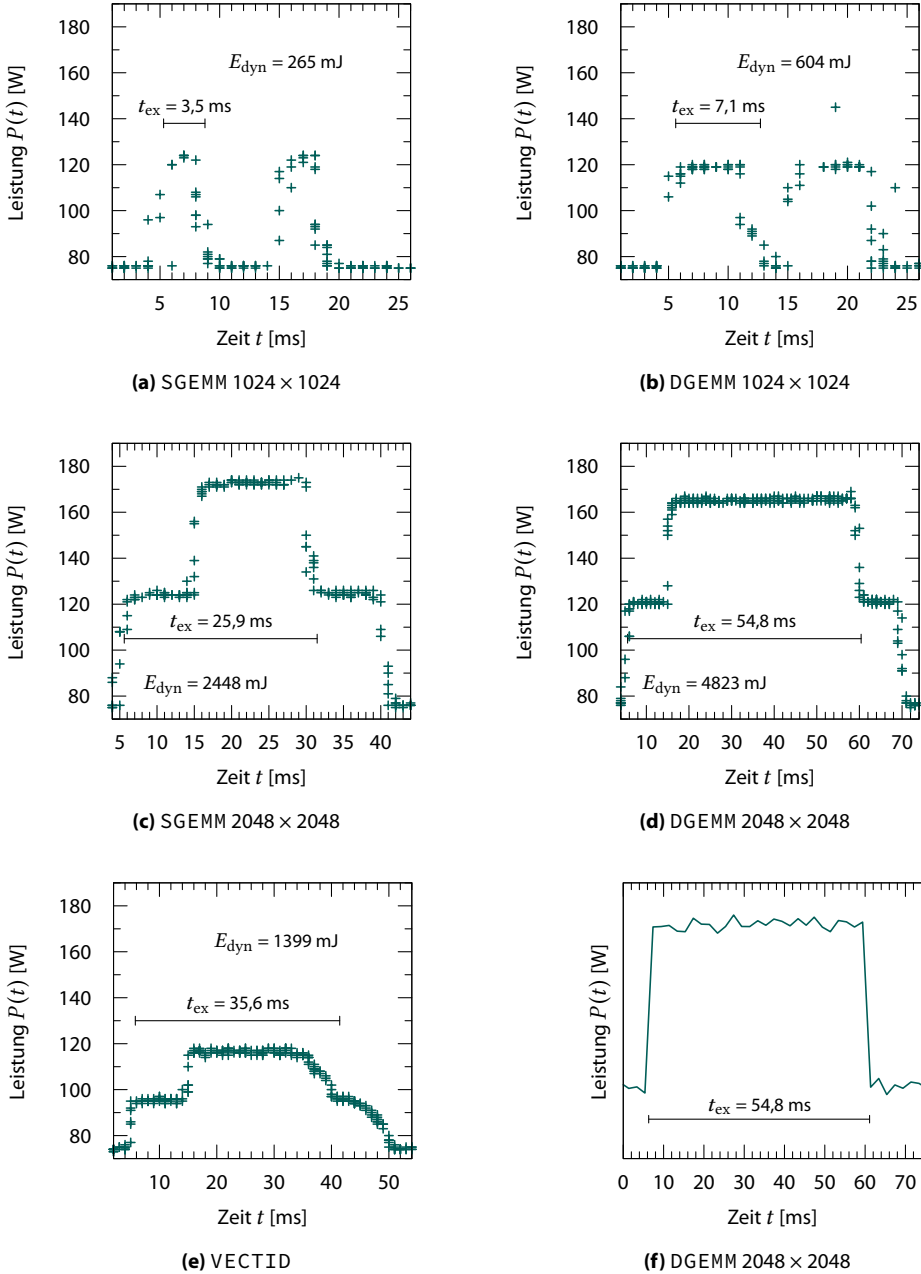 180
160
140
120
100
80
Leistung P(t) [W]
E_dyn = 265 mJ
t_ex = 3,5 ms
5 10 15 20 25
Zeit t [ms]
(a) SGEMM 1024 × 1024
180
160
140
120
100
80
Leistung P(t) [W]
E_dyn = 604 mJ
t_ex = 7,1 ms
5 10 15 20 25
Zeit t [ms]
(b) DGEMM 1024 × 1024
180
160
140
120
100
80
Leistung P(t) [W]
t_ex = 25,9 ms
E_dyn = 2448 mJ
5 10 15 20 25 30 35 40
Zeit t [ms]
(c) SGEMM 2048 × 2048
180
160
140
120
100
80
Leistung P(t) [W]
t_ex = 54,8 ms
E_dyn = 4823 mJ
10 20 30 40 50 60 70
Zeit t [ms]
(d) DGEMM 2048 × 2048
180
160
140
120
100
80
Leistung P(t) [W]
E_dyn = 1399 mJ
t_ex = 35,6 ms
10 20 30 40 50
Zeit t [ms]
(e) VECTID
Leistung P(t) [W]
t_ex = 54,8 ms
0 10 20 30 40 50 60 70
Zeit t [ms]
(f) DGEMM 2048 × 2048